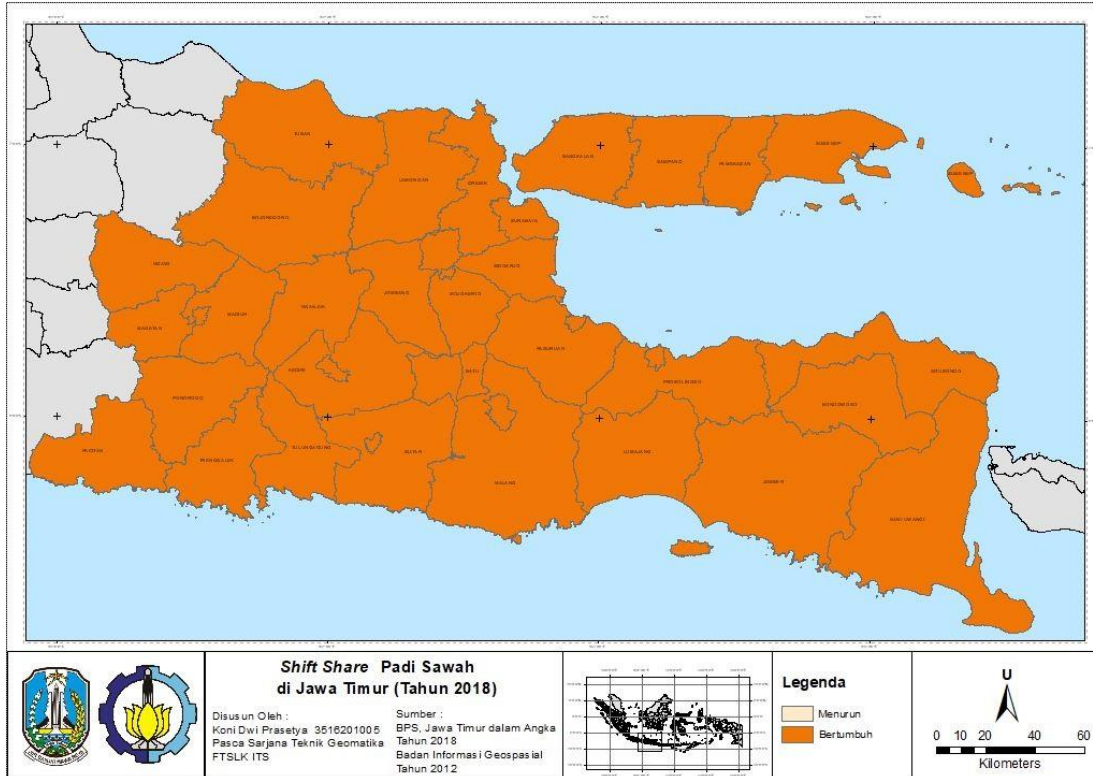 TUBAN
BANGKALAN
SAMPANG
PAMEKASAN
SUMENEP
SUMENEP
LAMONGAN
GRESIK
BOJONEGORO
SURABAYA
NGAWI
SIDOARJO
MADIUN
NGANJUK
JOMBANG
MOJOKERTO
MAGETAN
PASURUAN
KEDIRI
BATU
PROBOLINGGO
SITUBONDO
PONOROGO
BONDOWOSO
PACITAN
TRENGGALEK
TULUNGAGUNG
BLITAR
MALANG
LUMAJANG
JEMBER
BANYUWANGI
Shift Share Padi Sawah
di Jawa Timur (Tahun 2018)
Disusun Oleh :
Koni Dwi Prasetya 3516201005
Pasca Sarjana Teknik Geomatika
FTSLK ITS
Sumber :
BPS, Jawa Timur dalam Angka
Tahun 2018
Badan Informasi Geospasial
Tahun 2012
Legenda
Menurun
Bertumbuh
U
0 5 10 20 40 60
Kilometers